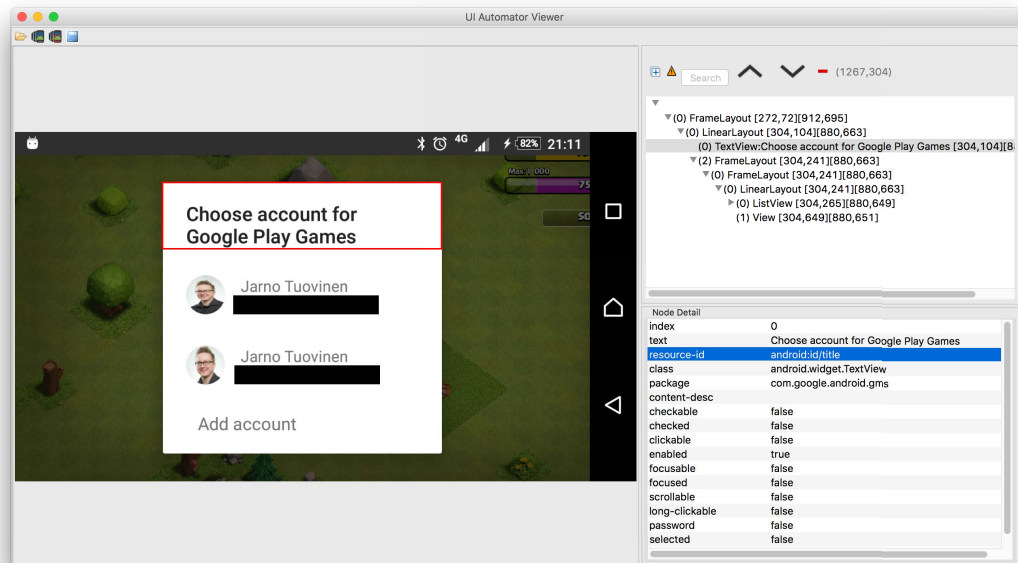 UI Automator Viewer
Search
(1267,304)
4G
82%
21:11
Max: 000
75
50
Choose account for
Google Play Games
Jarno Tuovinen
Jarno Tuovinen
Add account
(0) FrameLayout [272,72][912,695]
(0) LinearLayout [304,104][880,663]
(0) TextView:Choose account for Google Play Games [304,104][8
(2) FrameLayout [304,241][880,663]
(0) FrameLayout [304,241][880,663]
(0) LinearLayout [304,241][880,663]
(0) ListView [304,265][880,649]
(1) View [304,649][880,651]
Node Detail
index 0
text Choose account for Google Play Games
resource-id android:id/title
class android.widget.TextView
package com.google.android.gms
content-desc
checkable false
checked false
clickable false
enabled true
focusable false
focused false
scrollable false
long-clickable false
password false
selected false